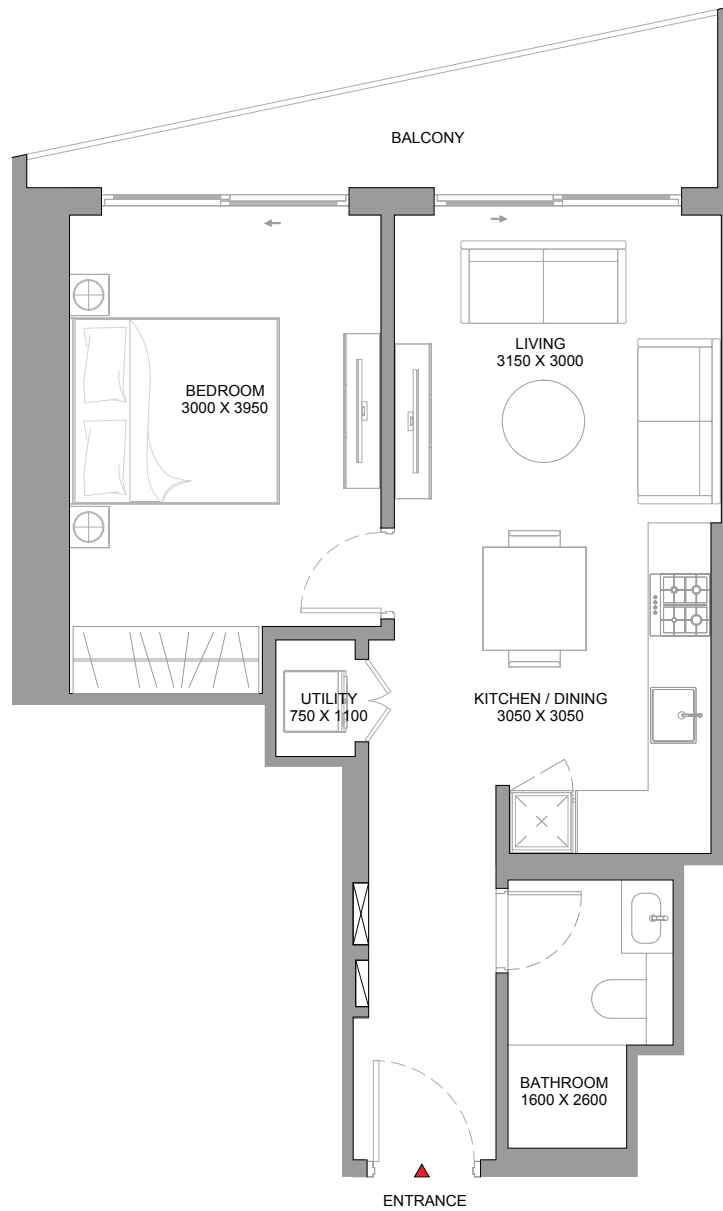 BALCONY
LIVING
3150 X 3000
BEDROOM
3000 X 3950
UTILITY
750 X 1100
KITCHEN / DINING
3050 X 3050
BATHROOM
1600 X 2600
ENTRANCE